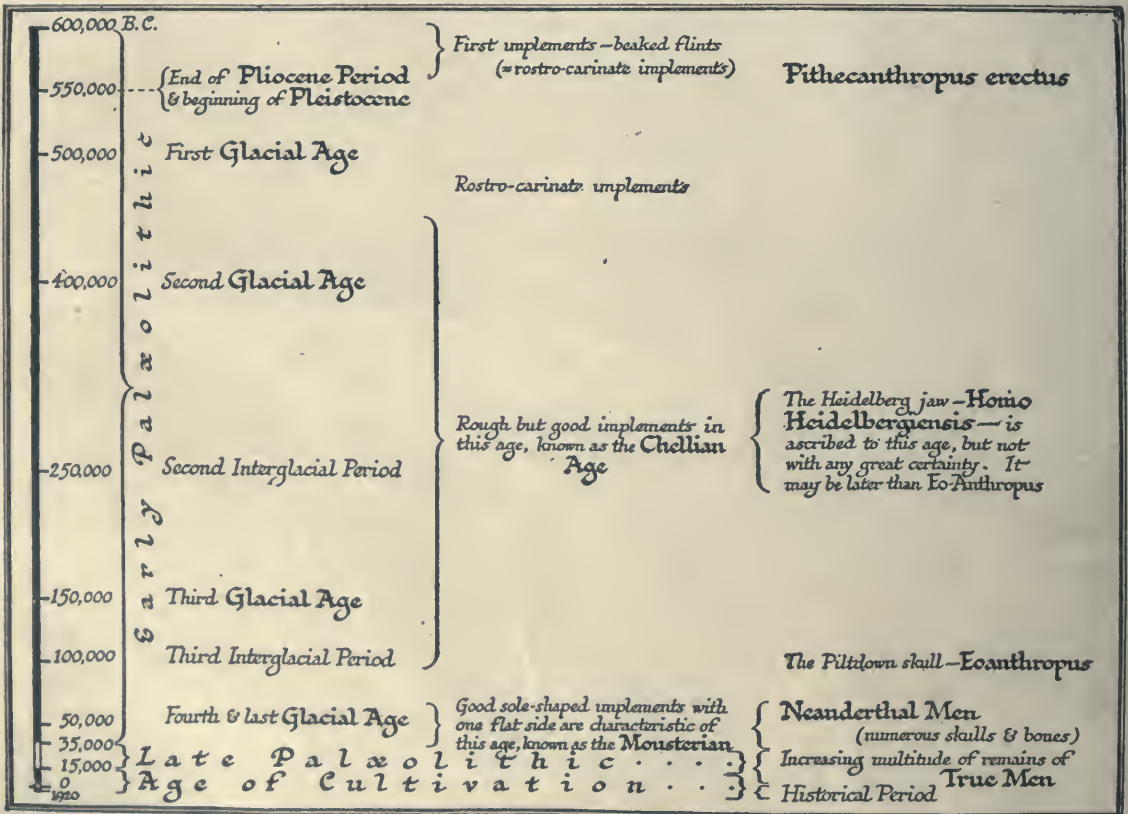 600,000 B.C.
550,000
500,000
400,000
250,000
150,000
100,000
50,000
35,000
15,000
0
1920
Early Palæolithic
End of Pliocene Period
& beginning of Pleistocene
First Glacial Age
Second Glacial Age
Second Interglacial Period
Third Glacial Age
Third Interglacial Period
Fourth & last Glacial Age
Late Palæolithic . . . .
Age of Cultivation . . .
First implements – beaked flints
(= rostro-carinate implements)
Rostro-carinate implements
Rough but good implements in
this age, known as the Chellian
Age
Good sole-shaped implements with
one flat side are characteristic of
this age, known as the Mousterian
Pithecanthropus erectus
The Heidelberg jaw – Homo
Heidelbergiensis – is
ascribed to this age, but not
with any great certainty. It
may be later than Eo-Anthropus
The Piltdown skull – Eoanthropus
Neanderthal Men
(numerous skulls & bones)
Increasing multitude of remains of
True Men
Historical Period